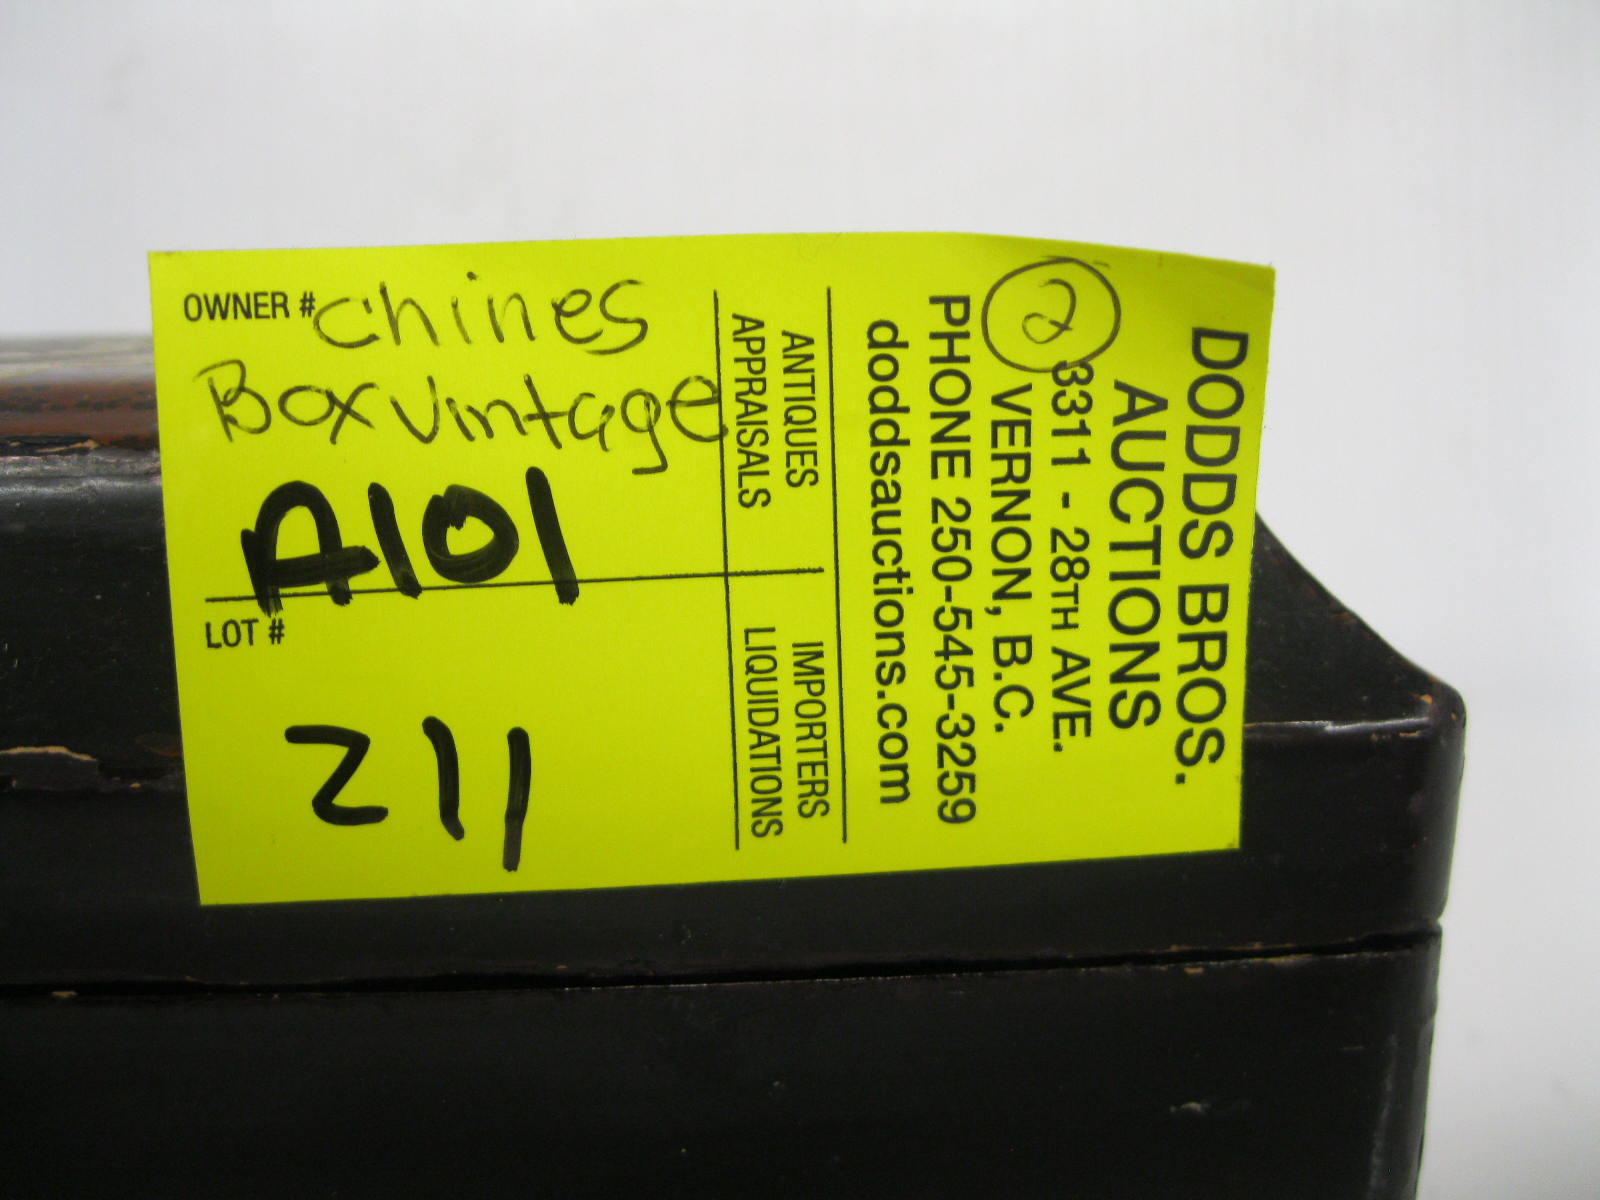 OWNER # Chines
Box vintage
A101
LOT #
211
DODDS BROS.
AUCTIONS
2
3311 - 28TH AVE.
VERNON, B.C.
PHONE 250-545-3259
doddsauctions.com
ANTIQUES
APPRAISALS
IMPORTERS
LIQUIDATIONS